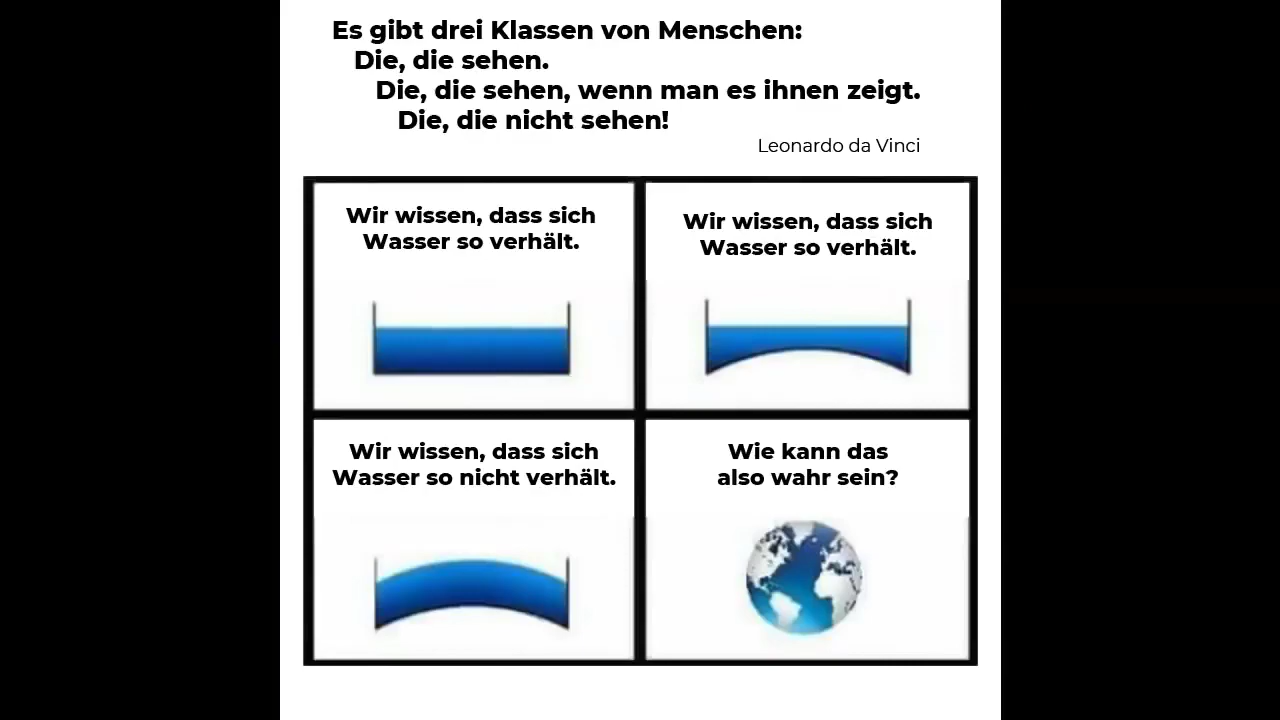 Es gibt drei Klassen von Menschen:
Die, die sehen.
Die, die sehen, wenn man es ihnen zeigt.
Die, die nicht sehen!
Leonardo da Vinci
Wir wissen, dass sich
Wasser so verhält.
Wir wissen, dass sich
Wasser so verhält.
Wir wissen, dass sich
Wasser so nicht verhält.
Wie kann das
also wahr sein?